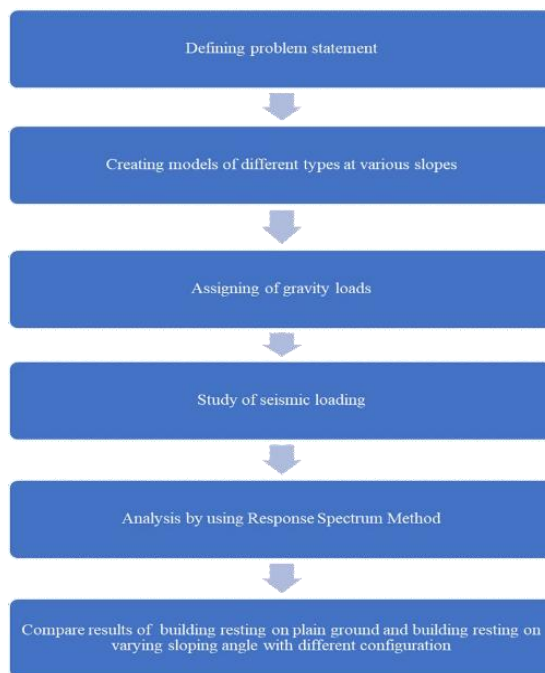 Defining problem statement
Creating models of different types at various slopes
Assigning of gravity loads
Study of seismic loading
Analysis by using Response Spectrum Method
Compare results of building resting on plain ground and building resting on
varying sloping angle with different configuration